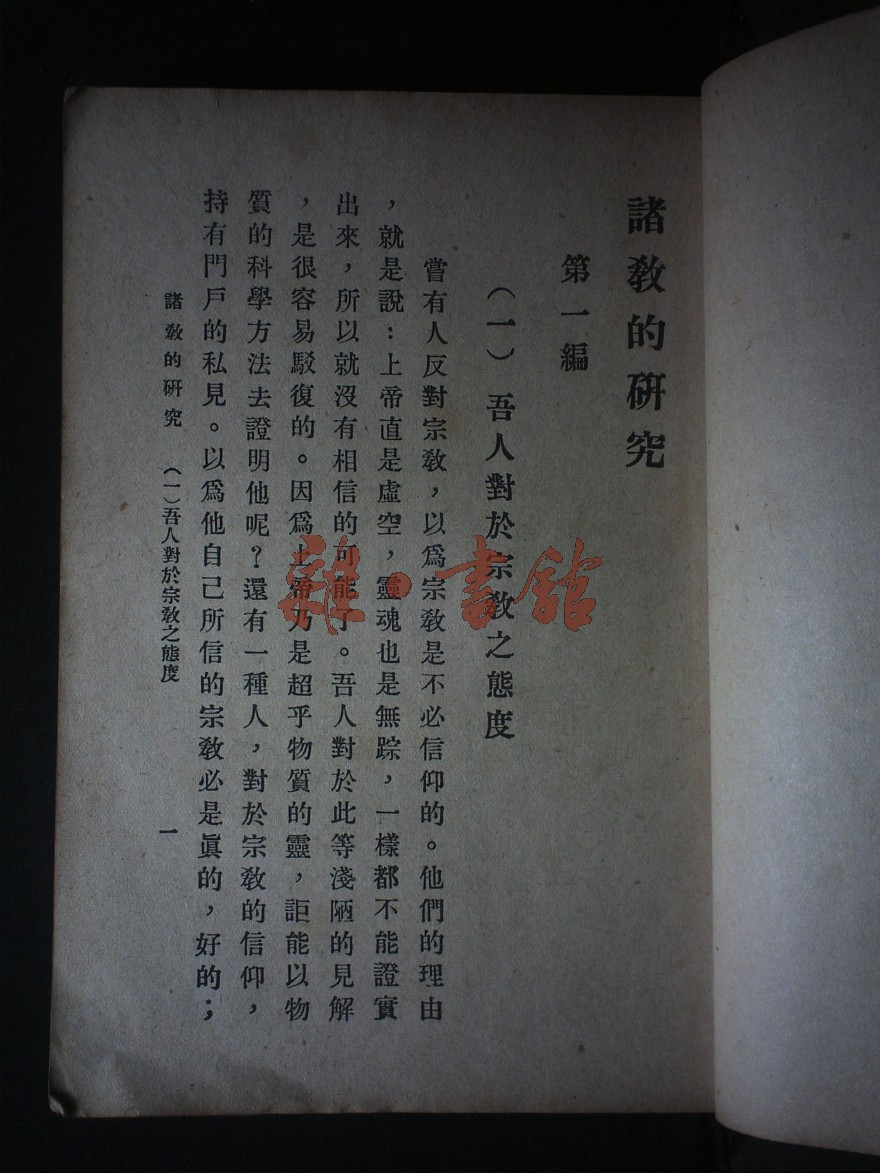 諸教的研究
第一編
(一) 吾人對於宗教之態度
嘗有人反對宗教，以爲宗教是不必信仰的。他們的理由
，就是說：上帝直是虛空，靈魂也是無踪，一樣都不能證實
出來，所以就沒有相信的可能了。吾人對於此等淺陋的見解
，是很容易駁復的。因爲上帝乃是超乎物質的靈，詎能以物
質的科學方法去證明他呢？還有一種人，對於宗教的信仰，
持有門戶的私見。以爲他自己所信的宗教必是眞的，好的；
諸教的研究 (一)吾人對於宗教之態度 一
雜·書館